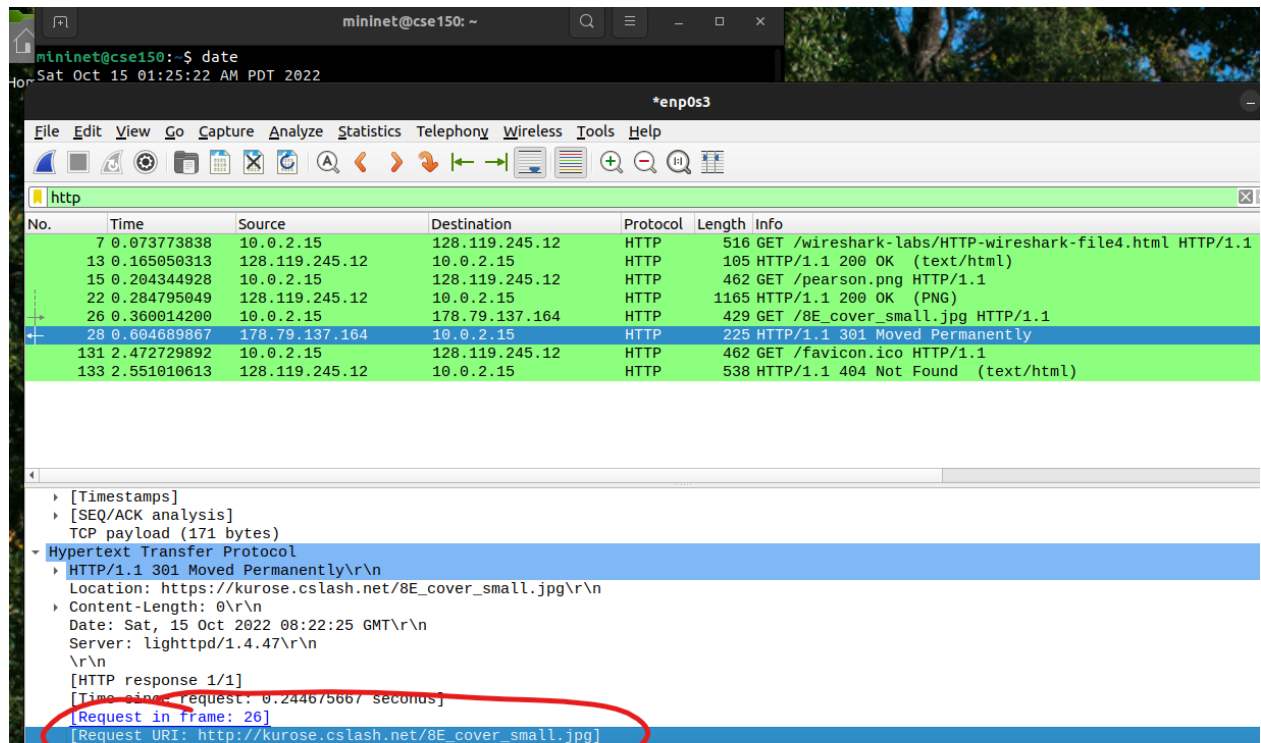 mininet@cse150: ~
mininet@cse150:~$ date
Sat Oct 15 01:25:22 AM PDT 2022
*enp0s3
File Edit View Go Capture Analyze Statistics Telephony Wireless Tools Help
http
No. Time Source Destination Protocol Length Info
7 0.073773838 10.0.2.15 128.119.245.12 HTTP 516 GET /wireshark-labs/HTTP-wireshark-file4.html HTTP/1.1
13 0.165050313 128.119.245.12 10.0.2.15 HTTP 105 HTTP/1.1 200 OK (text/html)
15 0.204344928 10.0.2.15 128.119.245.12 HTTP 462 GET /pearson.png HTTP/1.1
22 0.284795049 128.119.245.12 10.0.2.15 HTTP 1165 HTTP/1.1 200 OK (PNG)
26 0.360014200 10.0.2.15 178.79.137.164 HTTP 429 GET /8E_cover_small.jpg HTTP/1.1
28 0.604689867 178.79.137.164 10.0.2.15 HTTP 225 HTTP/1.1 301 Moved Permanently
131 2.472729892 10.0.2.15 128.119.245.12 HTTP 462 GET /favicon.ico HTTP/1.1
133 2.551010613 128.119.245.12 10.0.2.15 HTTP 538 HTTP/1.1 404 Not Found (text/html)
[Timestamps]
[SEQ/ACK analysis]
TCP payload (171 bytes)
Hypertext Transfer Protocol
HTTP/1.1 301 Moved Permanently\r\n
Location: https://kurose.cslash.net/8E_cover_small.jpg\r\n
Content-Length: 0\r\n
Date: Sat, 15 Oct 2022 08:22:25 GMT\r\n
Server: lighttpd/1.4.47\r\n
\r\n
[HTTP response 1/1]
[Time since request: 0.244675667 seconds]
[Request in frame: 26]
[Request URI: http://kurose.cslash.net/8E_cover_small.jpg]